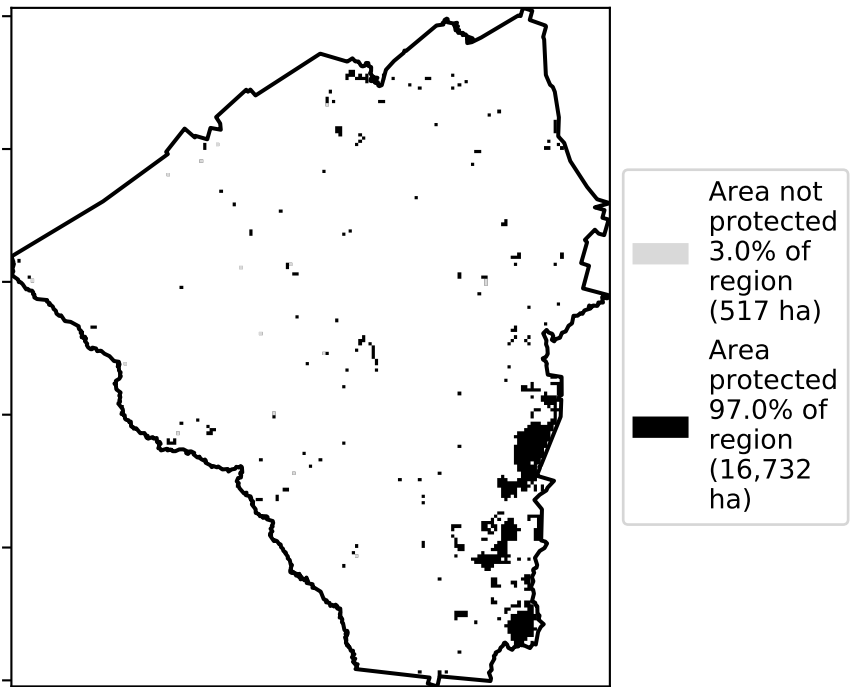 Area not
protected
3.0% of
region
(517 ha)
Area
protected
97.0% of
region
(16,732
ha)